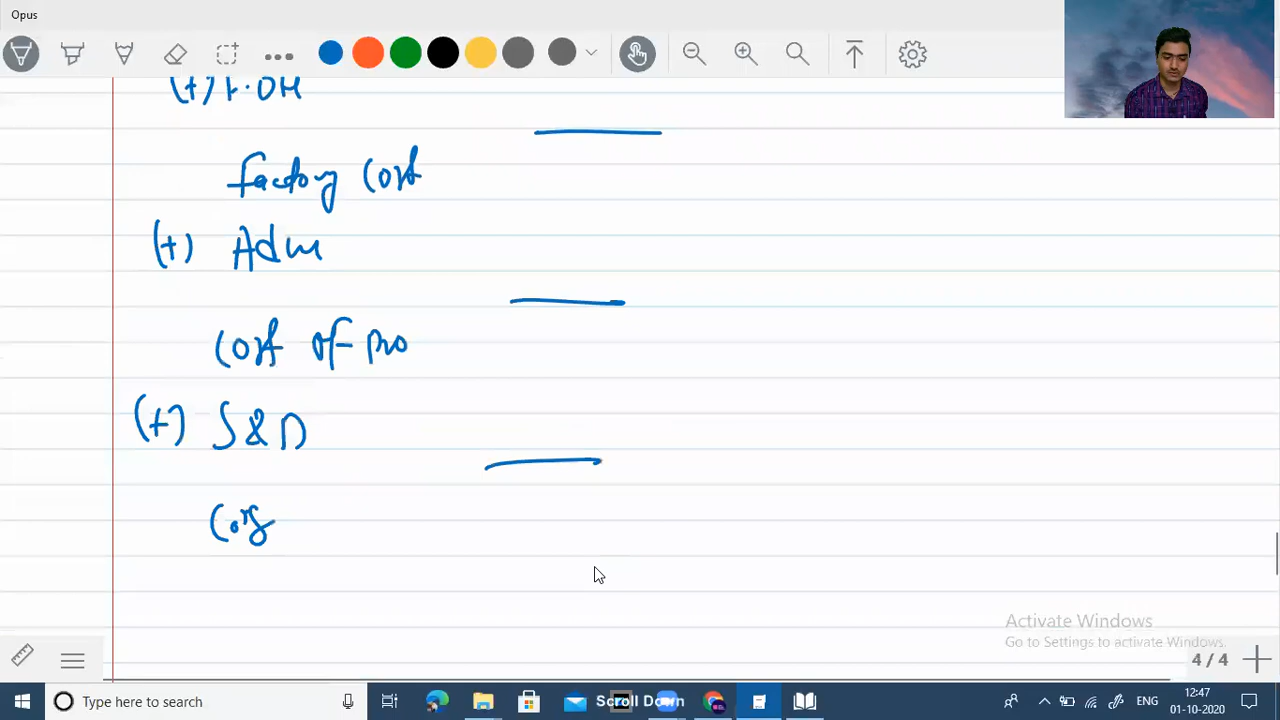 Opus
(+) F.OH
factory Cost
(+) Adm
Cost of pro
(+) S&D
Cos
Activate Windows
Go to Settings to activate Windows.
4 / 4
Type here to search
Scroll Down
ENG
12:47
01-10-2020